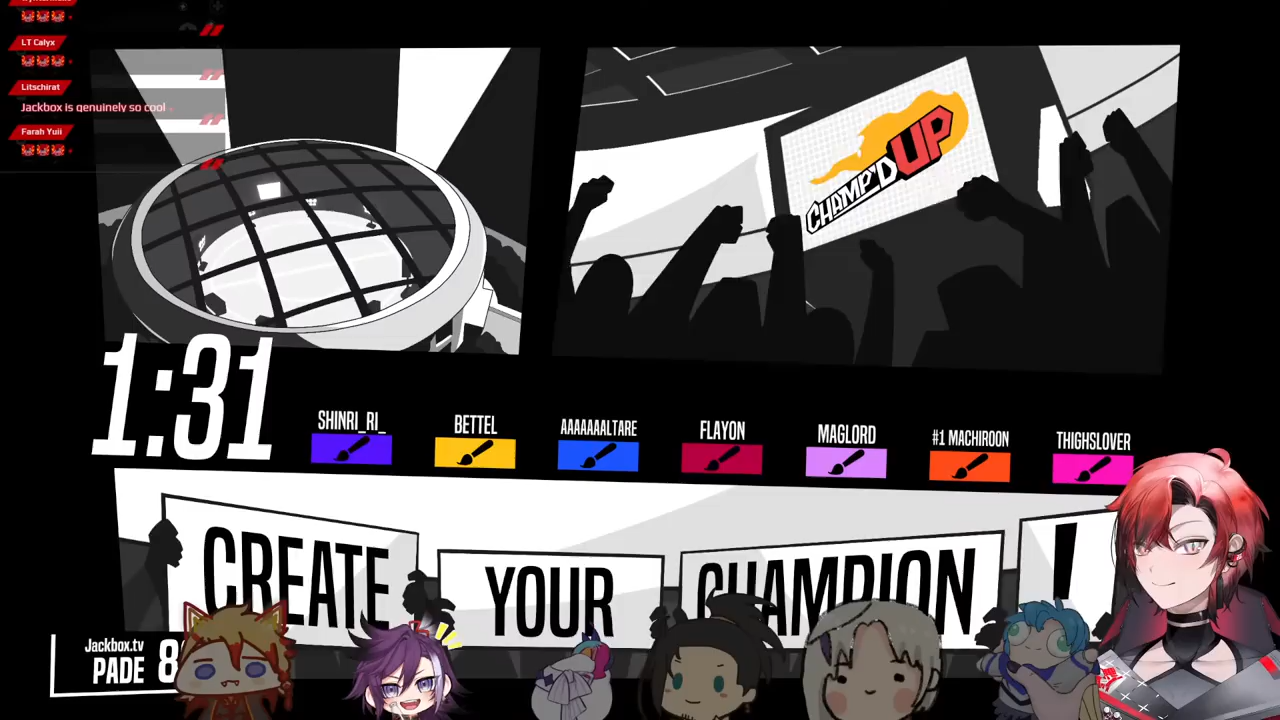 LT Calyx
Litschirat
Jackbox is genuinely so cool
Farah Yuii
CHAMP'D UP
1:31
SHINRI_RI_
BETTEL
AAAAAAALTARE
FLAYON
MAGLORD
#1 MACHIROON
THIGHSLOVER
CREATE
YOUR
CHAMPION
!
Jackbox.tv
PADE 8